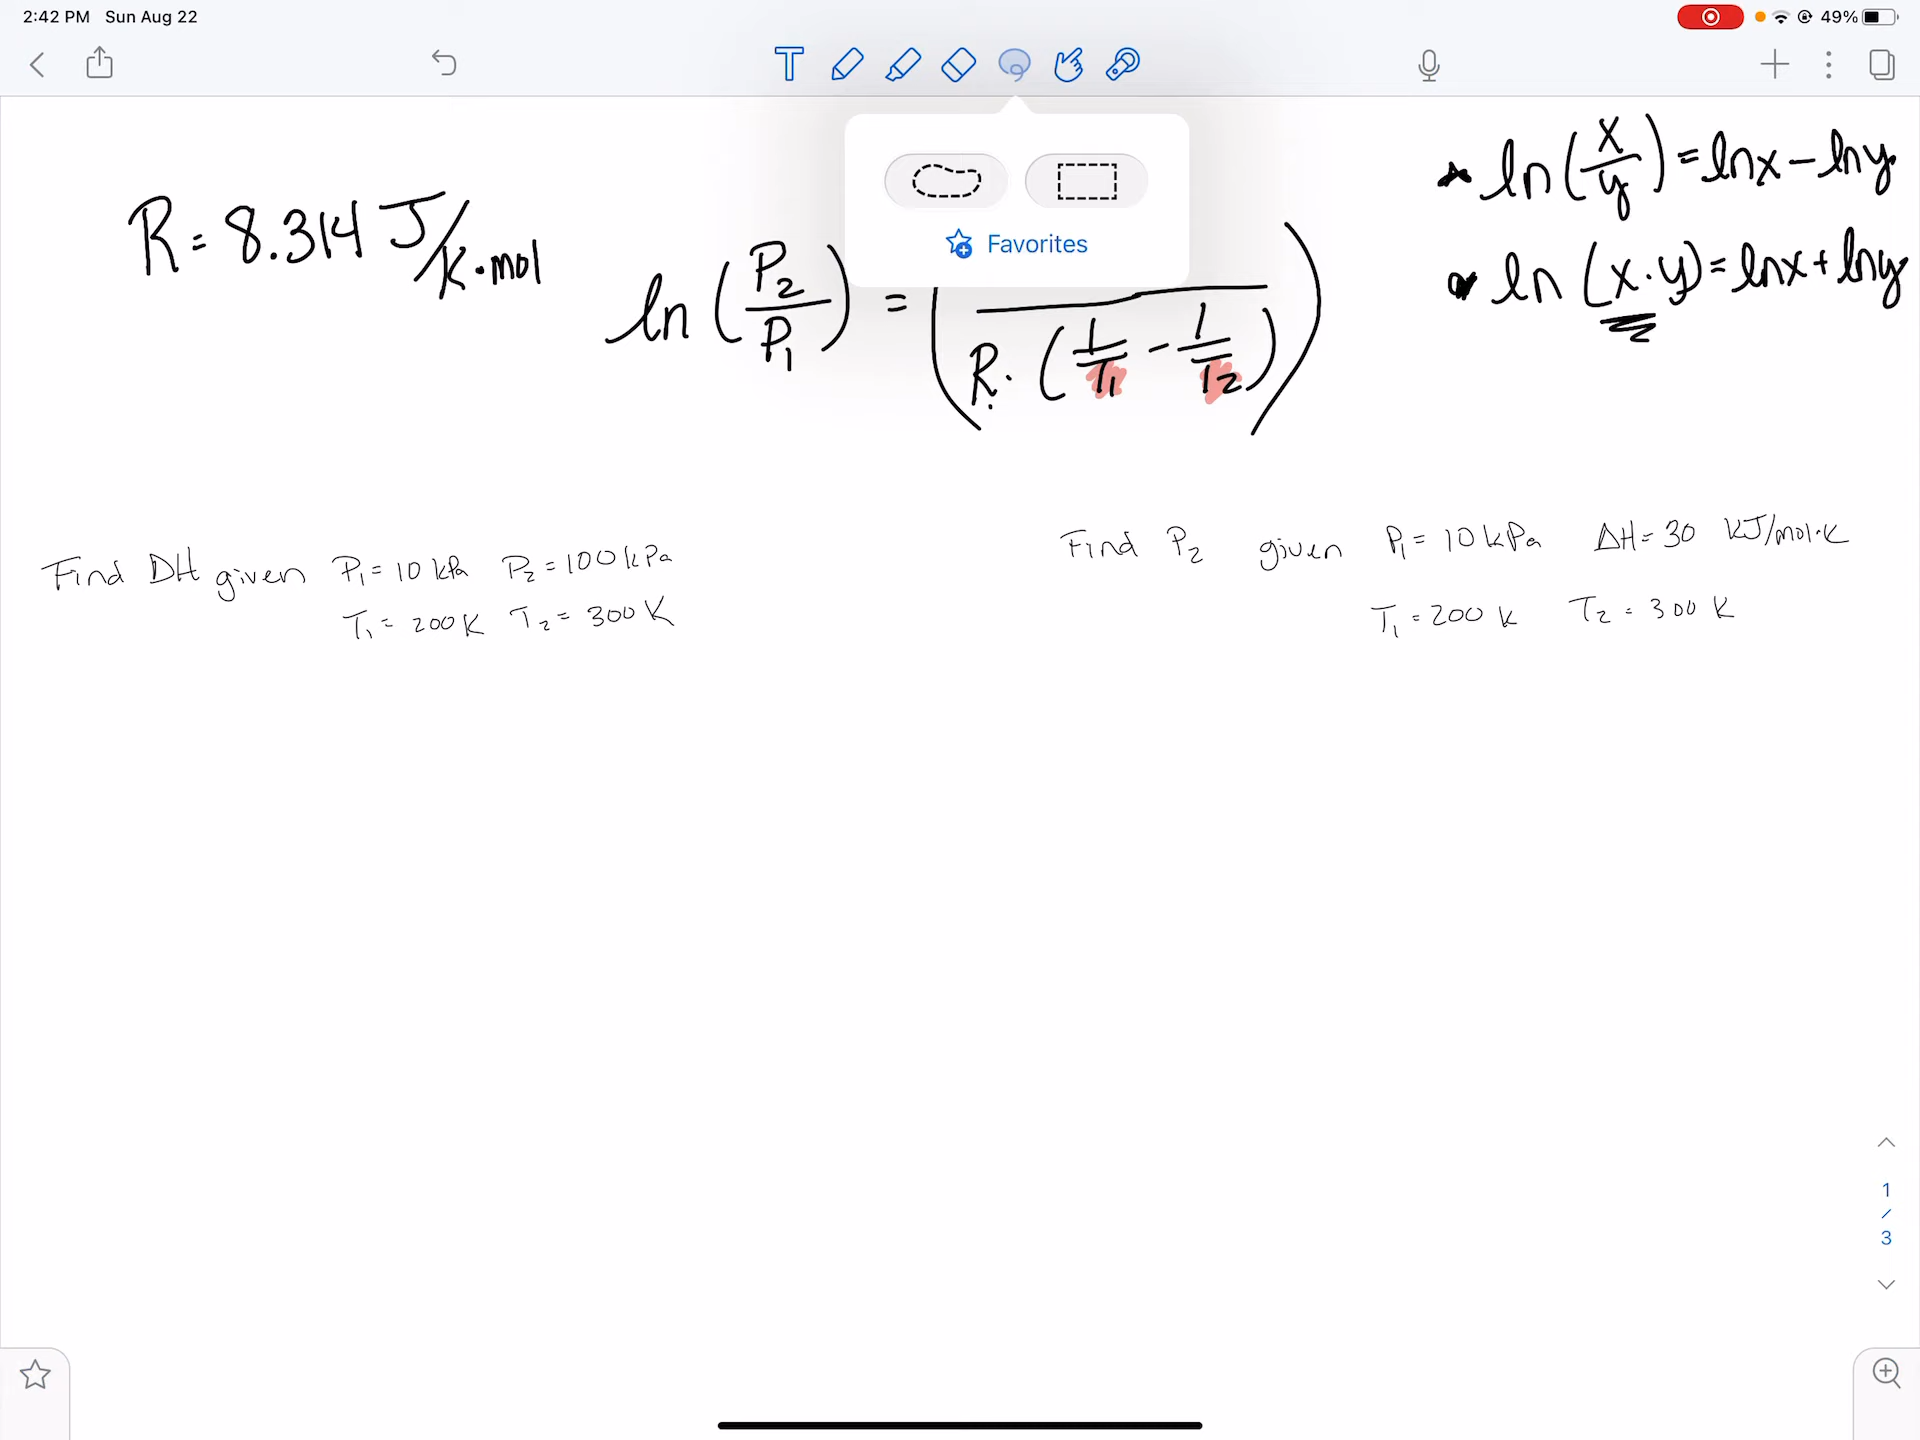 2:42 PM Sun Aug 22 49%
T
Favorites
R = 8.314 J/K·mol
ln (P2/P1) = (
R · (1/T1 - 1/T2))
ln (x/y) = lnx - lny
ln (x·y) = lnx + lny
Find DH given P1 = 10 kPa P2 = 100 kPa
T1 = 200 K T2 = 300 K
Find P2 given P1 = 10 kPa ΔH = 30 KJ/mol·K
T1 = 200 K T2 = 300 K
1
/
3